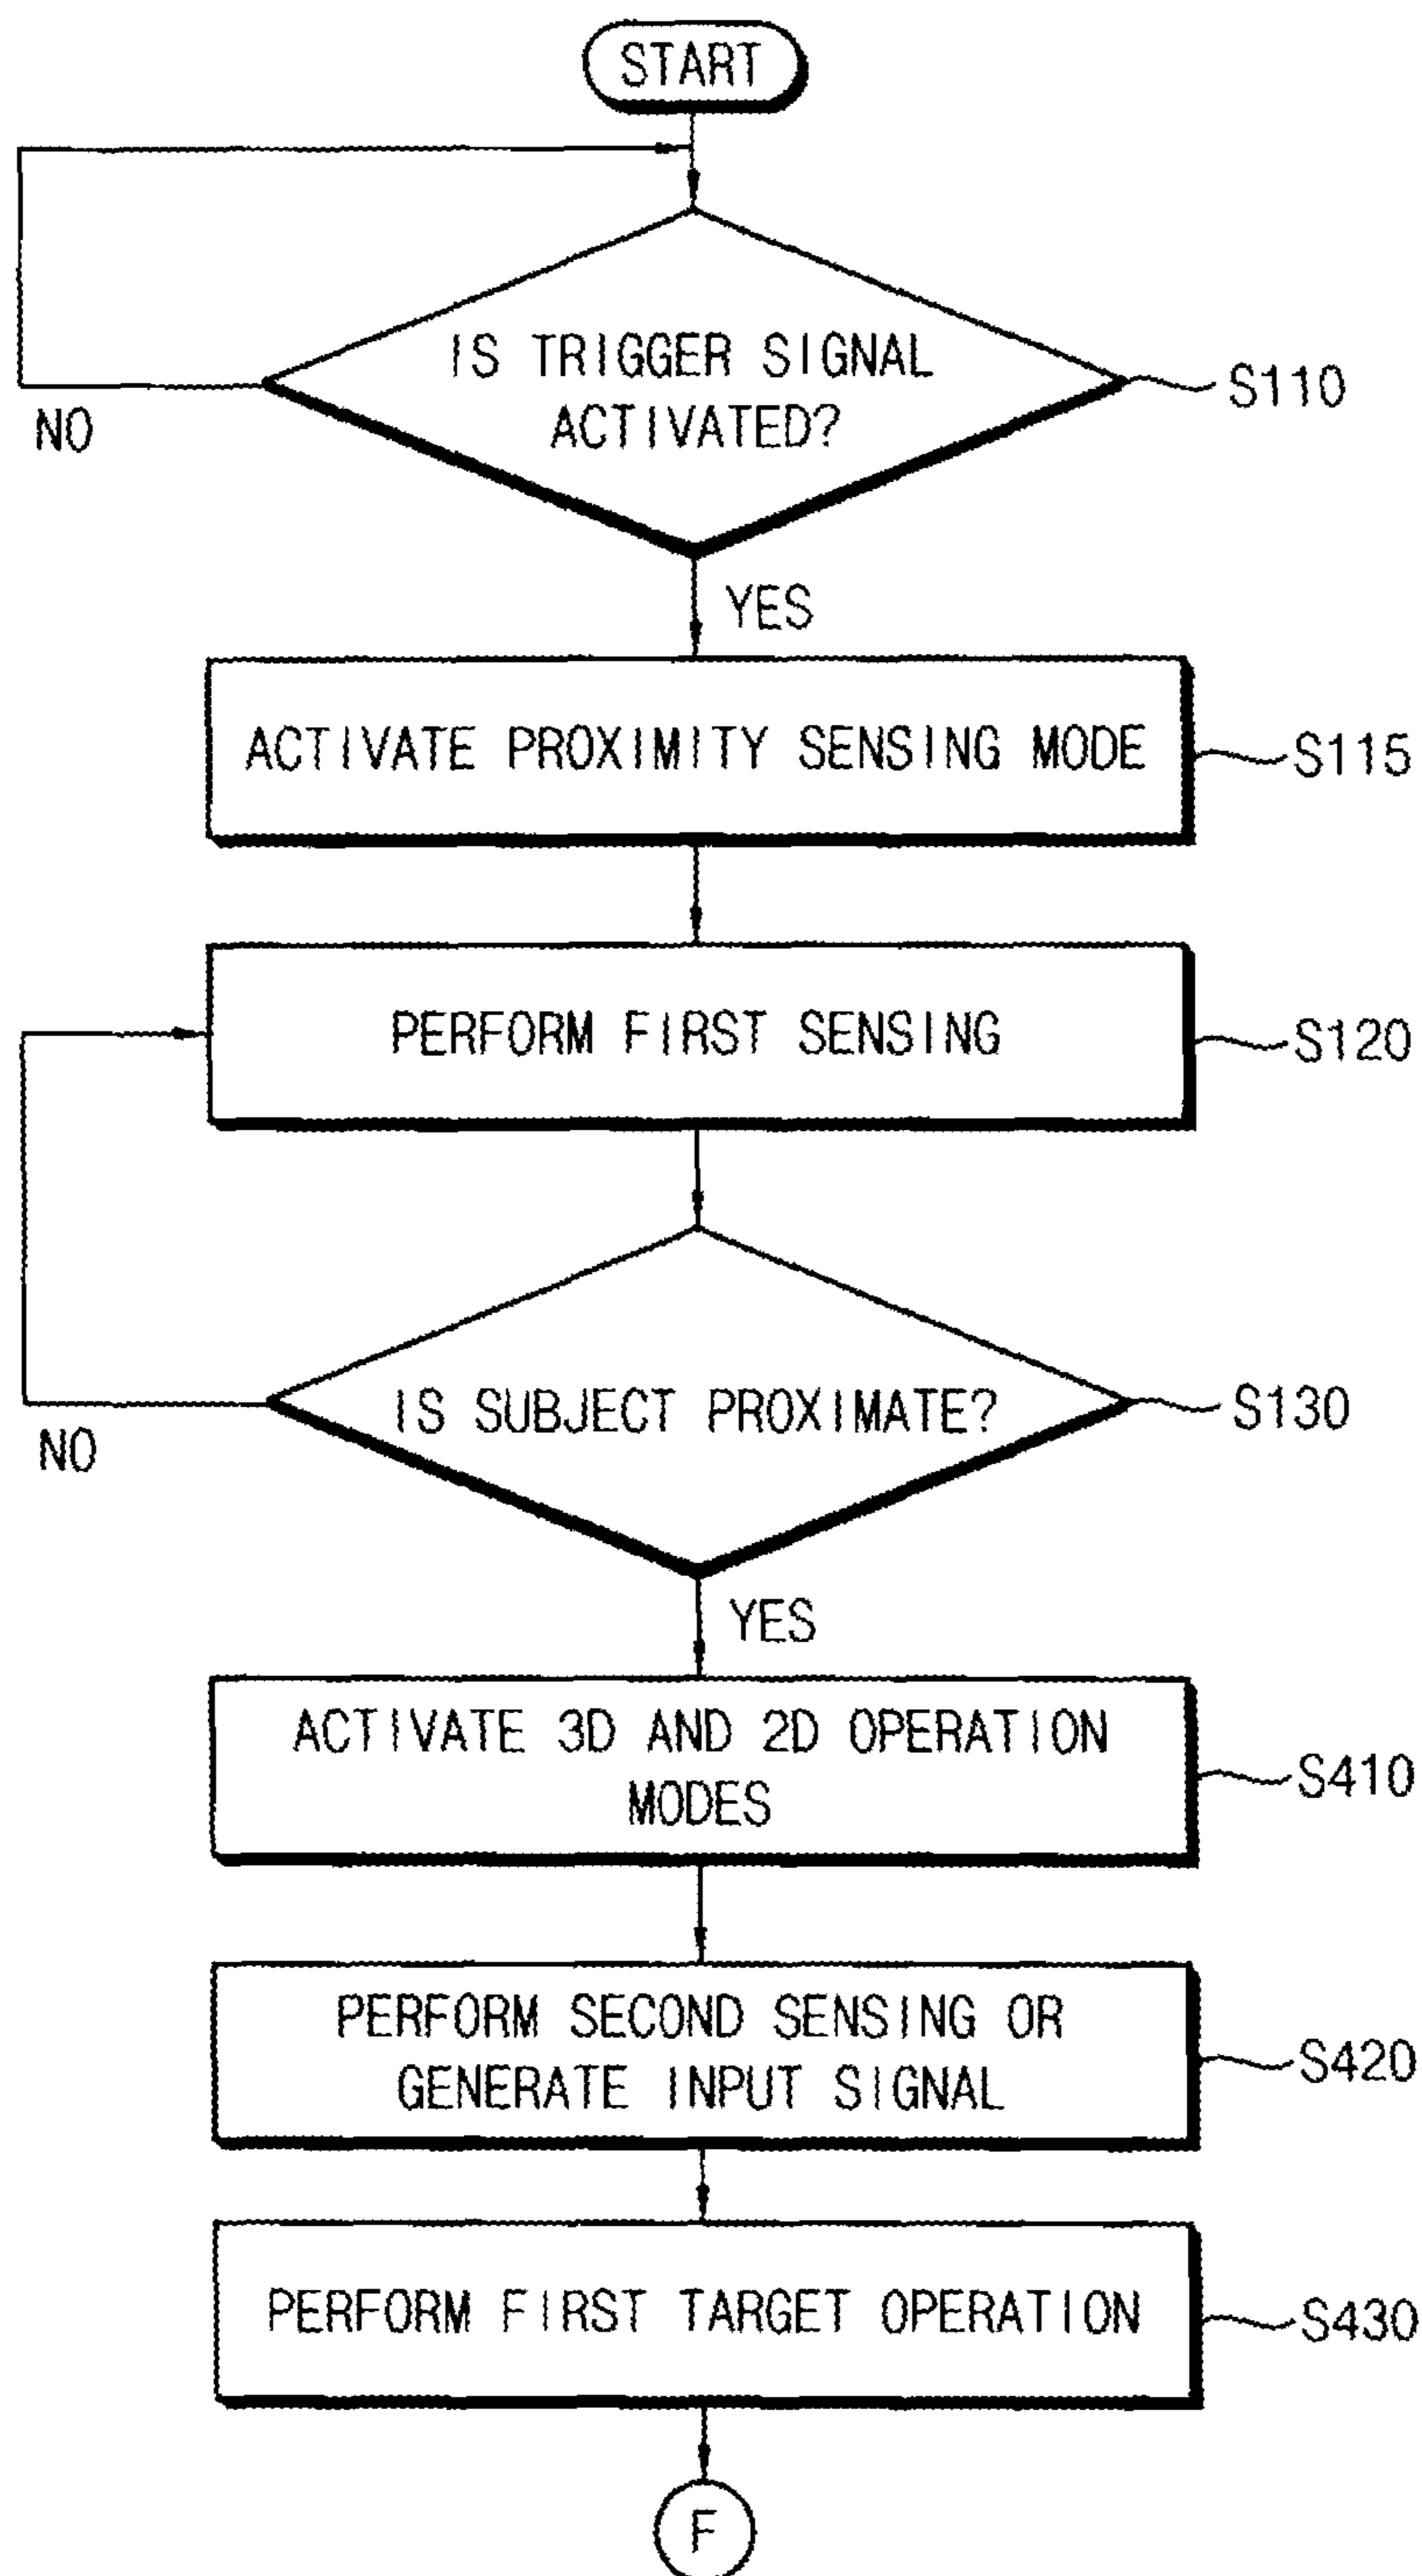 START
IS TRIGGER SIGNAL
ACTIVATED?
S110
NO
YES
ACTIVATE PROXIMITY SENSING MODE
S115
PERFORM FIRST SENSING
S120
IS SUBJECT PROXIMATE?
S130
NO
YES
ACTIVATE 3D AND 2D OPERATION
MODES
S410
PERFORM SECOND SENSING OR
GENERATE INPUT SIGNAL
S420
PERFORM FIRST TARGET OPERATION
S430
F